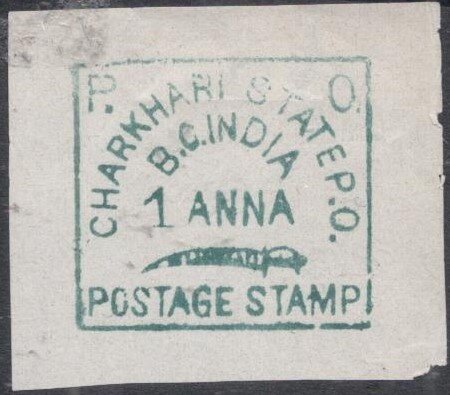 P. O.
CHARKHARI STATE P.O.
B.C. INDIA
1 ANNA
POSTAGE STAMP